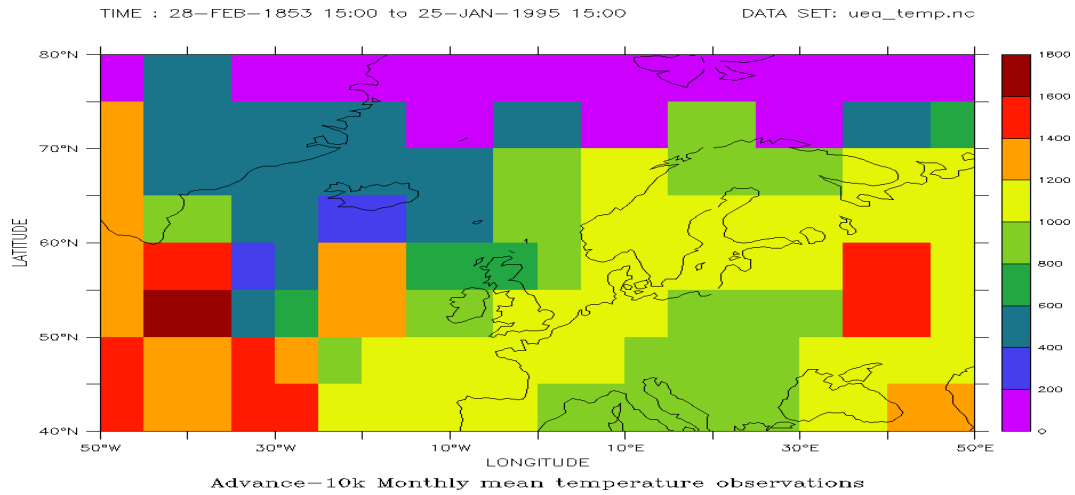 TIME : 28-FEB-1853 15:00 to 25-JAN-1995 15:00 DATA SET: uea_temp.nc
80°N
70°N
60°N
50°N
40°N
LATITUDE
50°W 30°W 10°W 10°E 30°E 50°E
LONGITUDE
1800
1600
1400
1200
1000
800
600
400
200
0
Advance-10k Monthly mean temperature observations